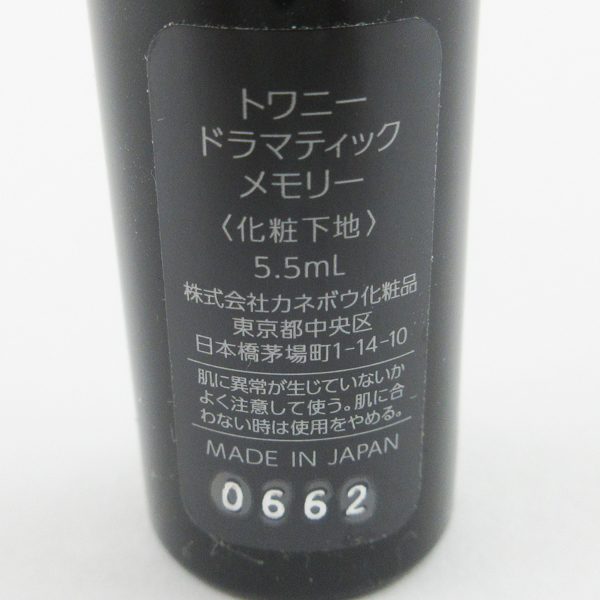 トワニー
ドラマティック
メモリー
〈化粧下地〉
5.5mL
株式会社カネボウ化粧品
東京都中央区
日本橋茅場町1-14-10
肌に異常が生じていないか
よく注意して使う。肌に合
わない時は使用をやめる。
MADE IN JAPAN
0662